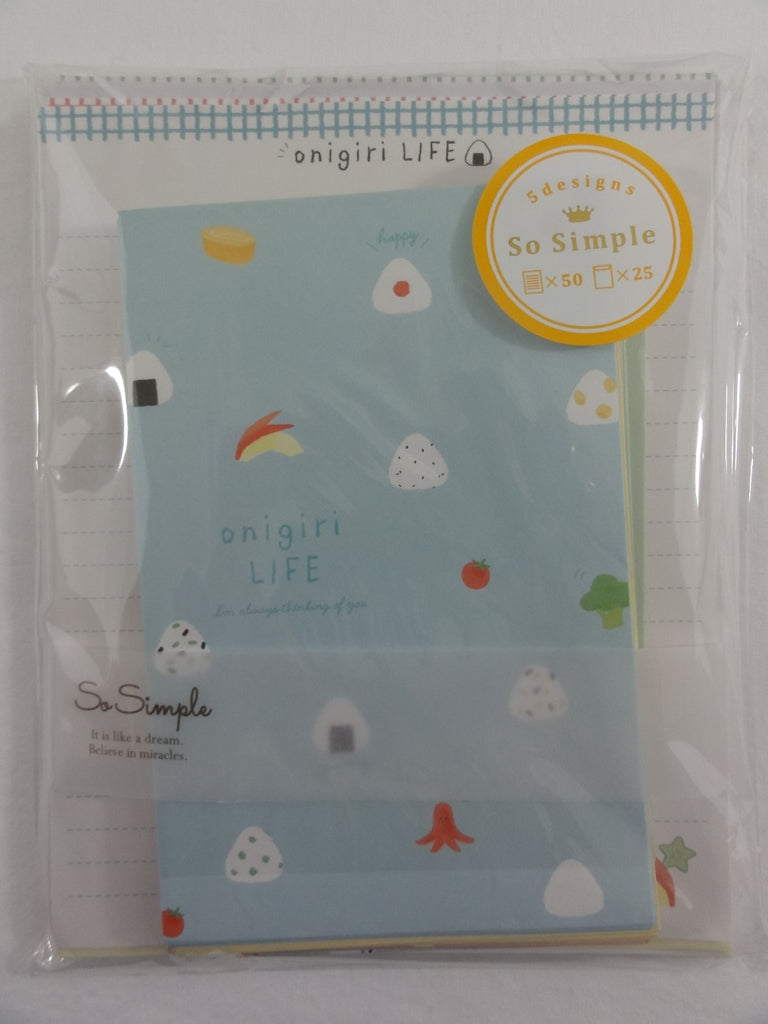 onigiri LIFE
5designs
So Simple
×50 ×25
happy
onigiri
LIFE
I'm always thinking of you
So Simple
It is like a dream.
Believe in miracles.